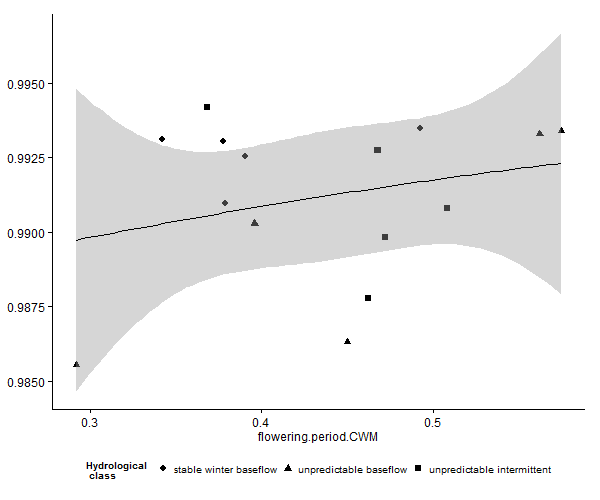 0.9950
0.9925
0.9900
0.9875
0.9850
0.3 0.4 0.5
flowering.period.CWM
Hydrological
class
stable winter baseflow unpredictable baseflow unpredictable intermittent